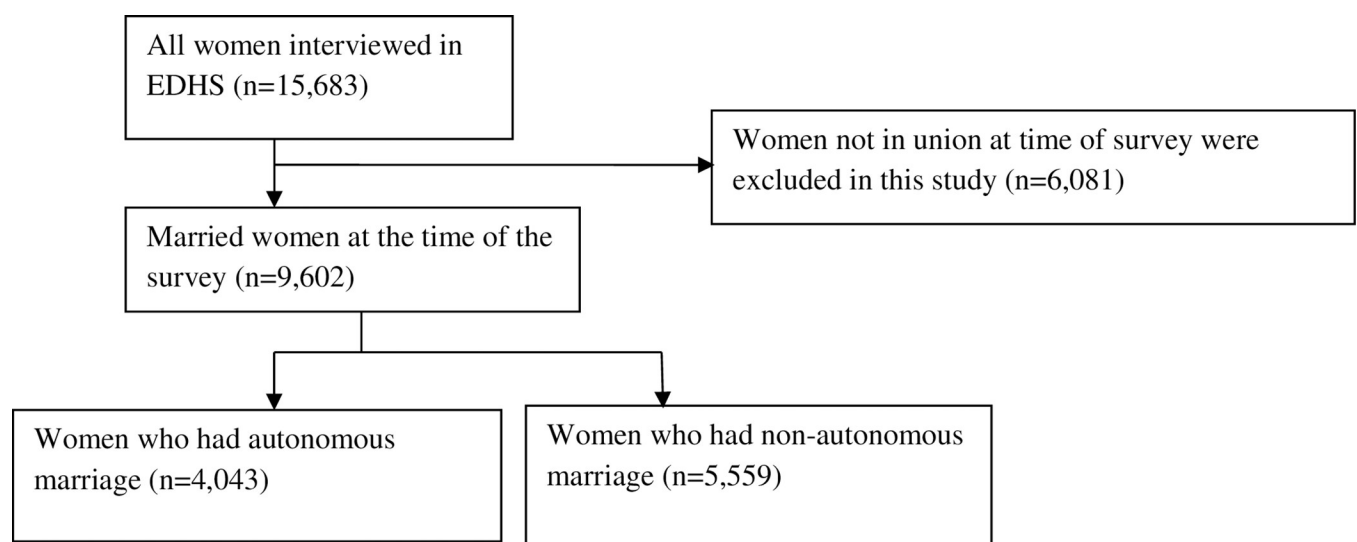 All women interviewed in
EDHS (n=15,683)
Women not in union at time of survey were
excluded in this study (n=6,081)
Married women at the time of the
survey (n=9,602)
Women who had autonomous
marriage (n=4,043)
Women who had non-autonomous
marriage (n=5,559)